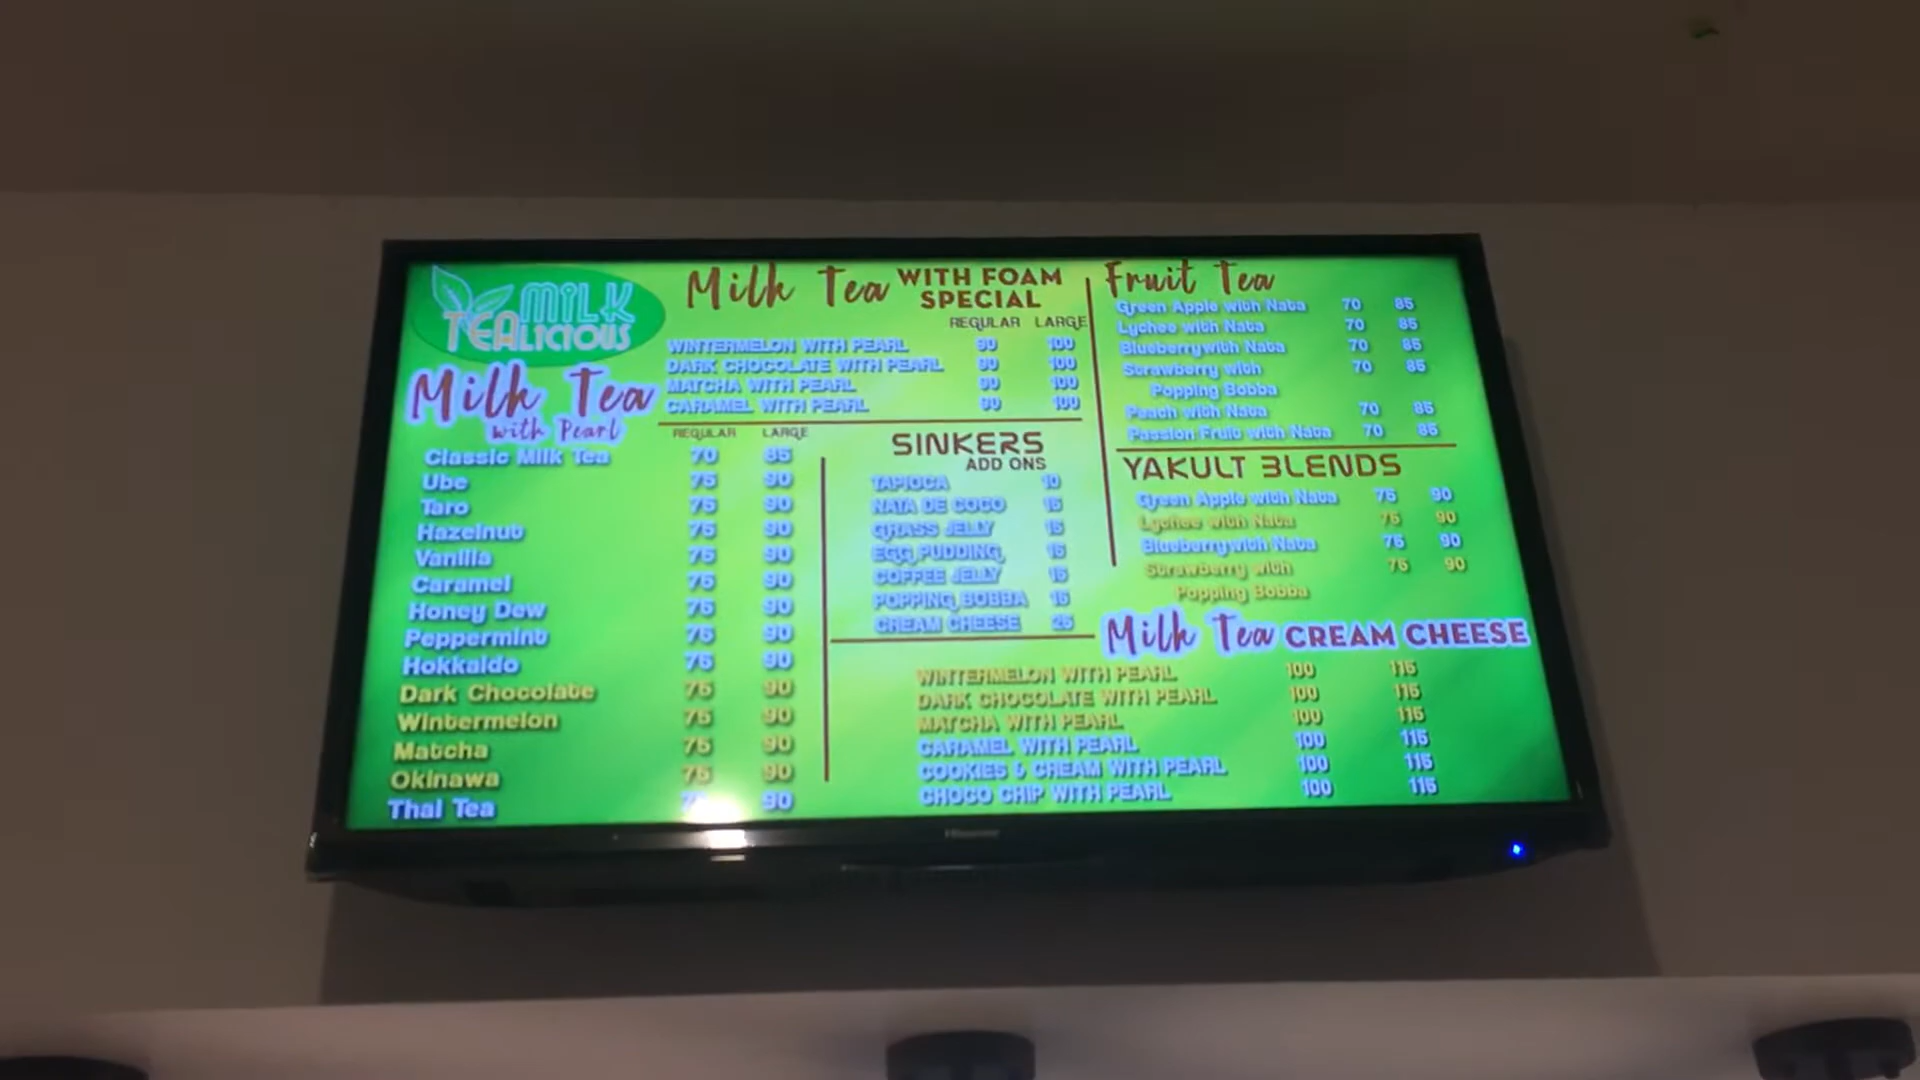 MILK
TEALICIOUS
Milk Tea
with Pearl
REGULAR LARGE
Classic Milk Tea 70 85
Ube 75 90
Taro 75 90
Hazelnut 75 90
Vanilla 75 90
Caramel 75 90
Honey Dew 75 90
Peppermint 75 90
Hokkaido 75 90
Dark Chocolate 75 90
Wintermelon 75 90
Matcha 75 90
Okinawa 75 90
Thai Tea 90
Milk Tea WITH FOAM
SPECIAL
REGULAR LARGE
WINTERMELON WITH PEARL 90 100
DARK CHOCOLATE WITH PEARL 90 100
MATCHA WITH PEARL 90 100
CARAMEL WITH PEARL 90 100
SINKERS
ADD ONS
TAPIOCA 10
NATA DE COCO 15
GRASS JELLY 15
EGG PUDDING 15
COFFEE JELLY 15
POPPING BOBBA 15
CREAM CHEESE 25
Fruit Tea
Green Apple with Nata 70 85
Lychee with Nata 70 85
Blueberry with Nata 70 85
Strawberry with 70 85
Popping Bobba
Peach with Nata 70 85
Passion Fruit with Nata 70 85
YAKULT BLENDS
Green Apple with Nata 75 90
Lychee with Nata 75 90
Blueberry with Nata 75 90
Strawberry with 75 90
Popping Bobba
Milk Tea CREAM CHEESE
WINTERMELON WITH PEARL 100 115
DARK CHOCOLATE WITH PEARL 100 115
MATCHA WITH PEARL 100 115
CARAMEL WITH PEARL 100 115
COOKIES & CREAM WITH PEARL 100 115
CHOCO CHIP WITH PEARL 100 115
Hisense